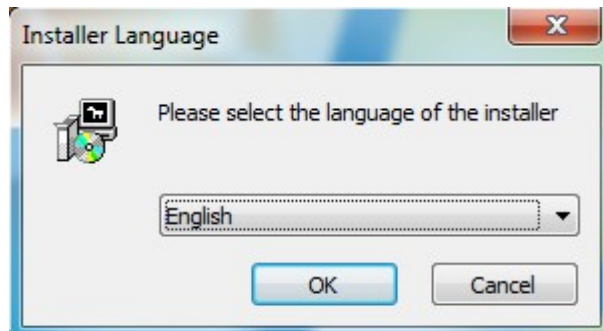 Installer Language
Please select the language of the installer
English
OK
Cancel